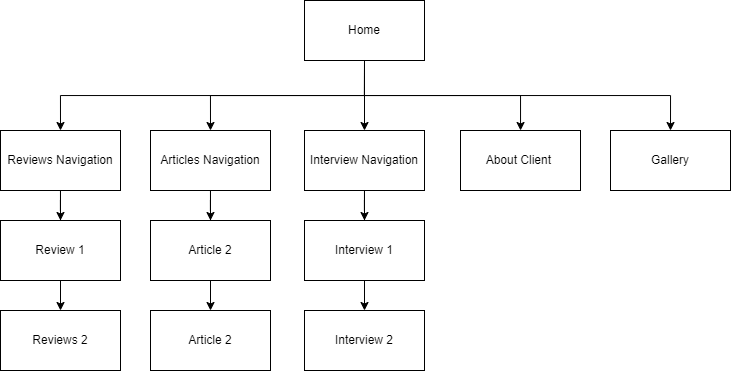 Home
Reviews Navigation
Articles Navigation
Interview Navigation
About Client
Gallery
Review 1
Article 2
Interview 1
Reviews 2
Article 2
Interview 2